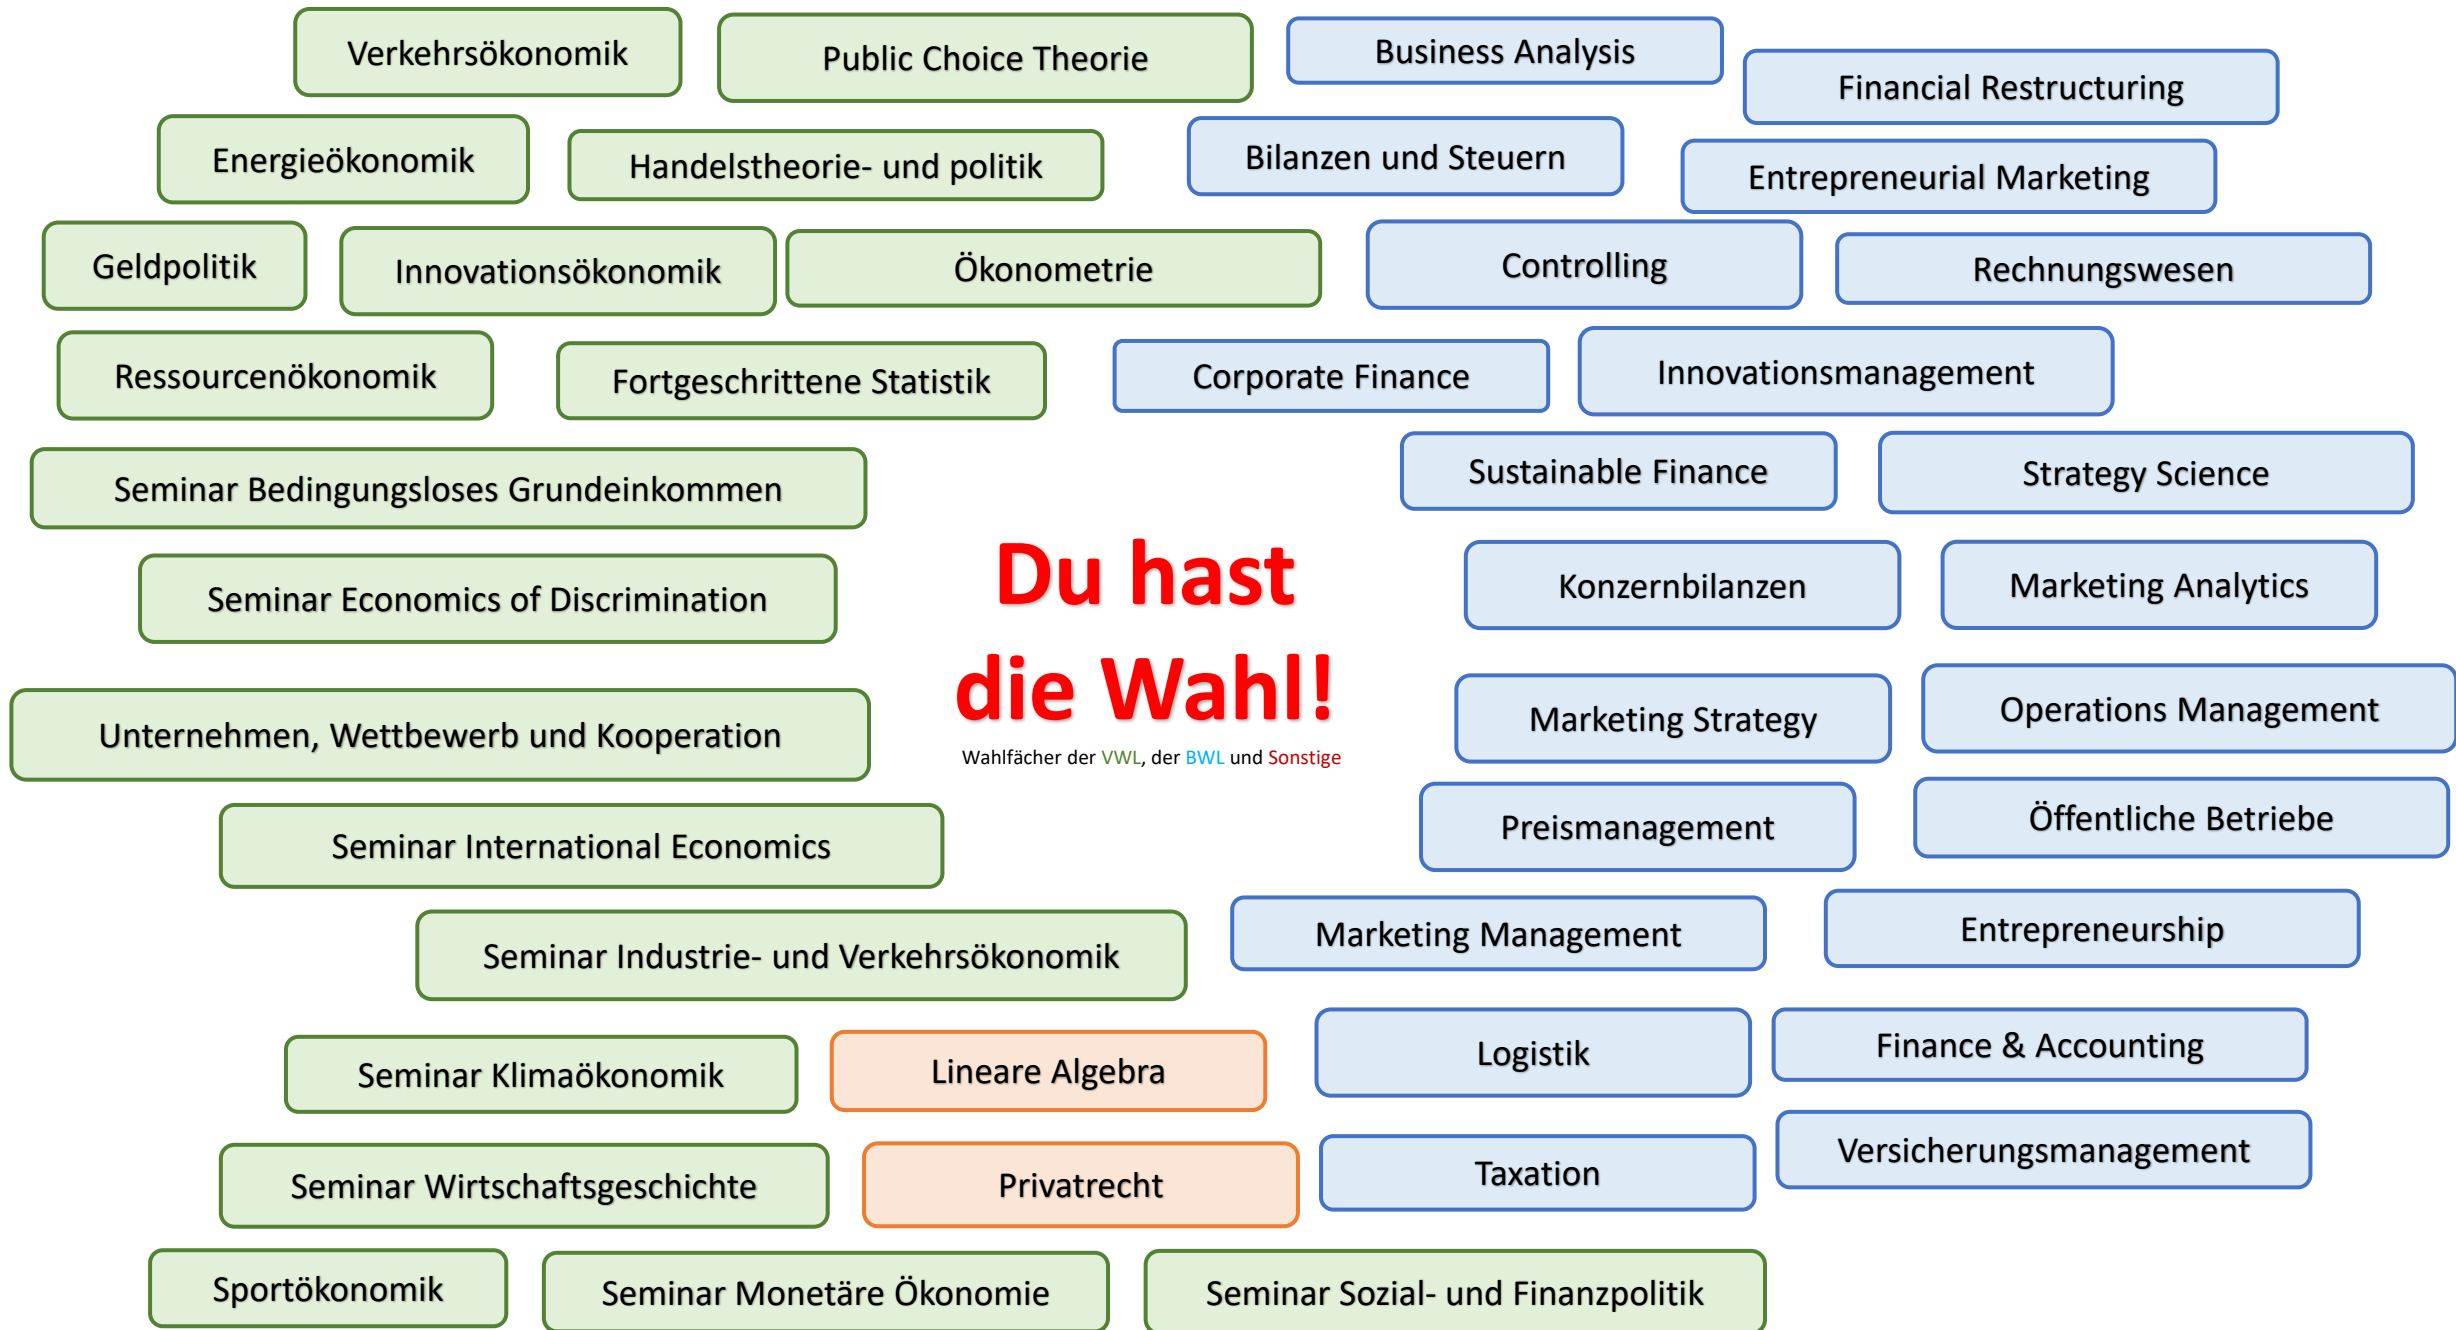 Verkehrsökonomik
Public Choice Theorie
Business Analysis
Financial Restructuring
Energieökonomik
Handelstheorie- und politik
Bilanzen und Steuern
Entrepreneurial Marketing
Geldpolitik
Innovationsökonomik
Ökonometrie
Controlling
Rechnungswesen
Ressourcenökonomik
Fortgeschrittene Statistik
Corporate Finance
Innovationsmanagement
Seminar Bedingungsloses Grundeinkommen
Sustainable Finance
Strategy Science
Du hast
die Wahl!
Wahlfächer der VWL, der BWL und Sonstige
Seminar Economics of Discrimination
Konzernbilanzen
Marketing Analytics
Unternehmen, Wettbewerb und Kooperation
Marketing Strategy
Operations Management
Seminar International Economics
Preismanagement
Öffentliche Betriebe
Seminar Industrie- und Verkehrsökonomik
Marketing Management
Entrepreneurship
Seminar Klimaökonomik
Lineare Algebra
Logistik
Finance & Accounting
Seminar Wirtschaftsgeschichte
Privatrecht
Taxation
Versicherungsmanagement
Sportökonomik
Seminar Monetäre Ökonomie
Seminar Sozial- und Finanzpolitik